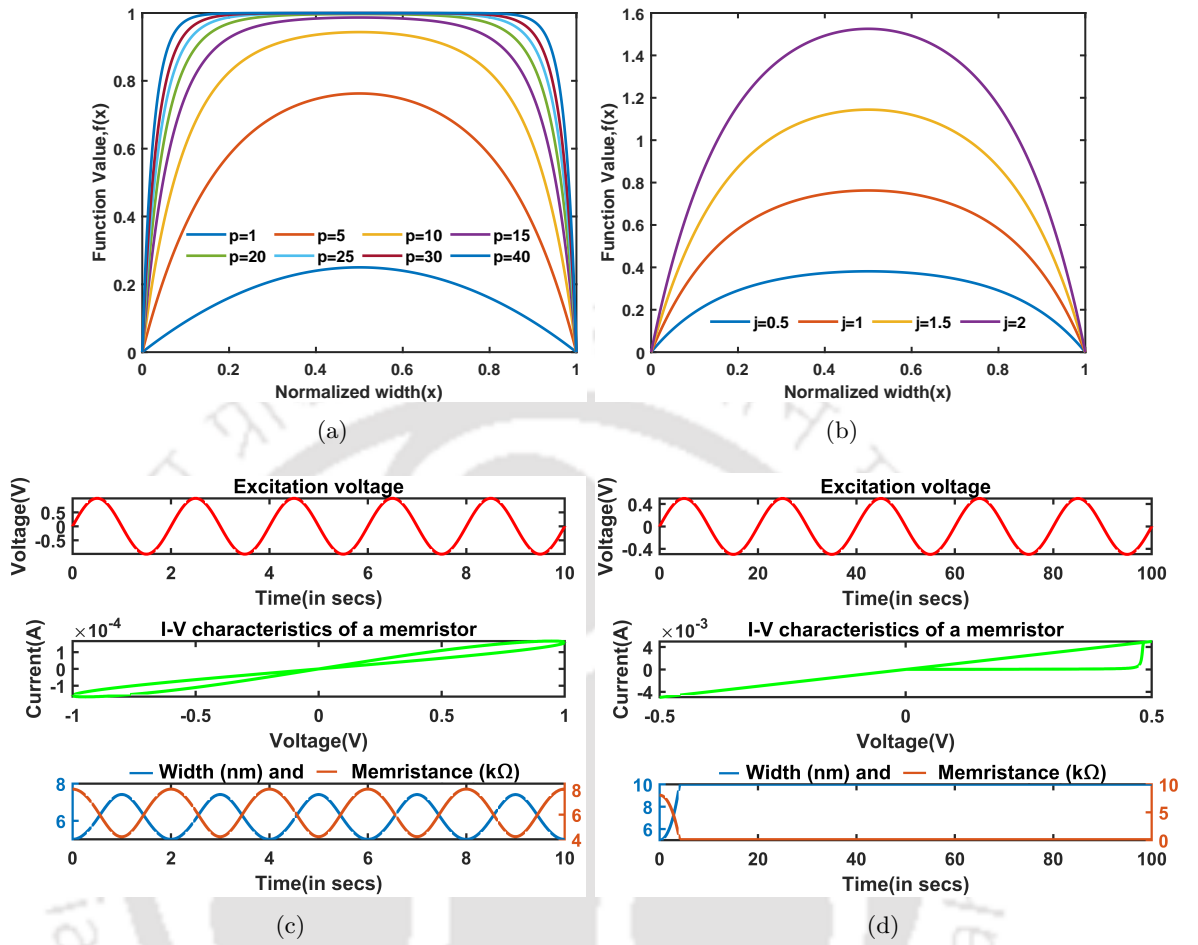 Function Value,f(x)
1
0.8
0.6
0.4
0.2
0
p=1 p=5 p=10 p=15
p=20 p=25 p=30 p=40
0 0.2 0.4 0.6 0.8 1
Normalized width(x)
(a)
Function Value,f(x)
1.6
1.4
1.2
1
0.8
0.6
0.4
0.2
0
j=0.5 j=1 j=1.5 j=2
0 0.2 0.4 0.6 0.8 1
Normalized width(x)
(b)
Excitation voltage
Voltage(V)
0.5
-0.5
0 2 4 6 8 10
Time(in secs)
×10⁻⁴ I-V characteristics of a memristor
Current(A)
1
0
-1
-1 -0.5 0 0.5 1
Voltage(V)
Width (nm) and Memristance (kΩ)
8 8
6 6
4
0 2 4 6 8 10
Time(in secs)
(c)
Excitation voltage
Voltage(V)
0.4
0
-0.4
0 20 40 60 80 100
Time(in secs)
×10⁻³ I-V characteristics of a memristor
Current(A)
4
0
-4
-0.5 0 0.5
Voltage(V)
Width (nm) and Memristance (kΩ)
10 10
8 5
6 0
0 20 40 60 80 100
Time(in secs)
(d)